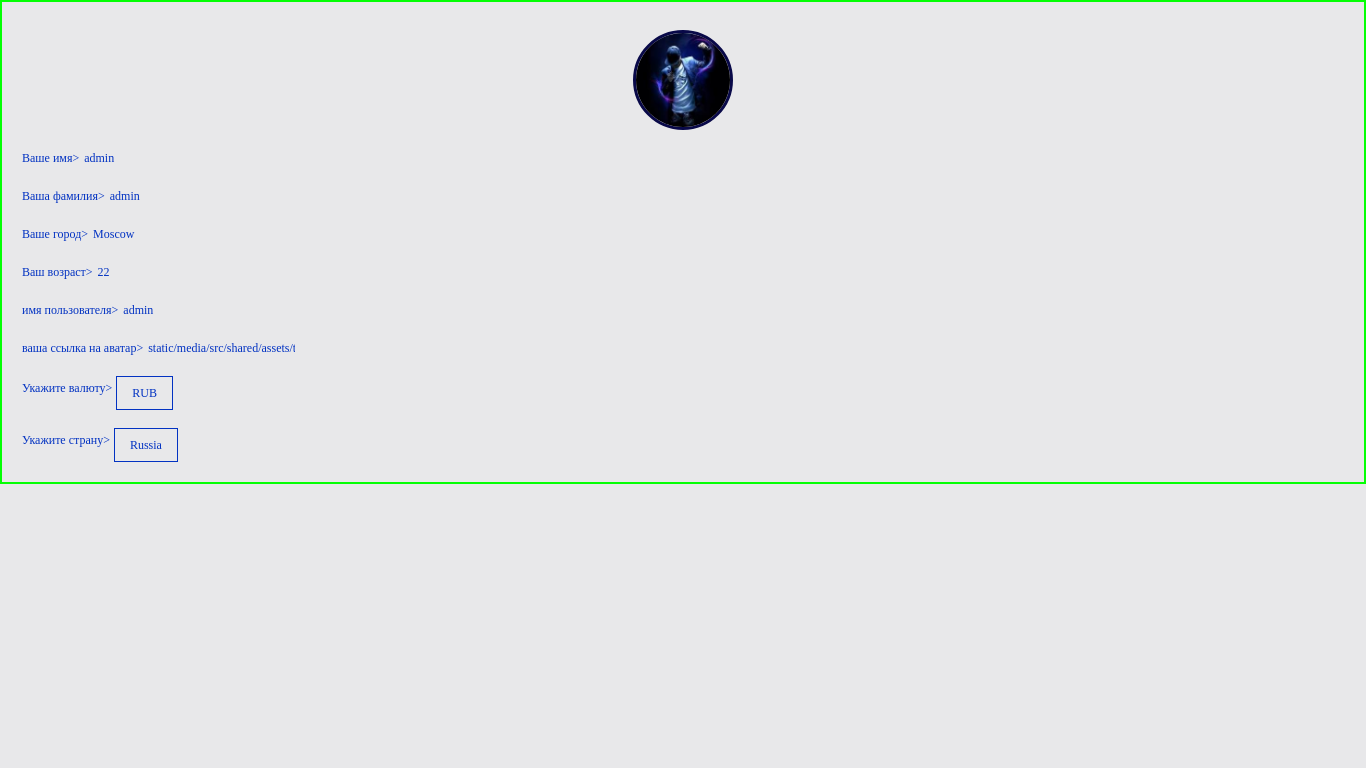 Ваше имя> admin
Ваша фамилия> admin
Ваше город> Moscow
Ваш возраст> 22
имя пользователя> admin
ваша ссылка на аватар> static/media/src/shared/assets/t
Укажите валюту> RUB
Укажите страну> Russia